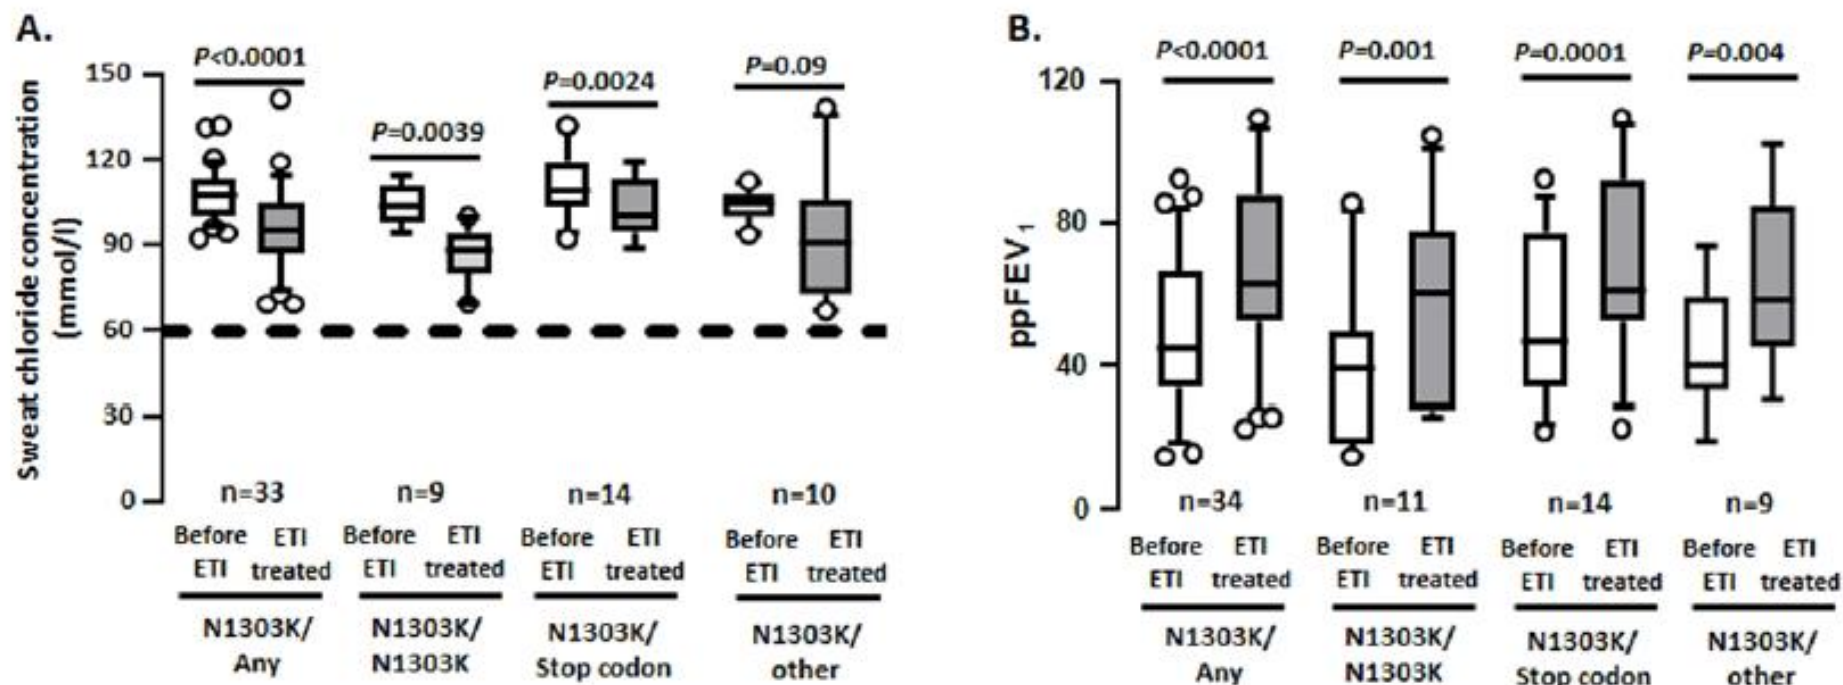 A.
Sweat chloride concentration
(mmol/l)
150
120
90
60
30
0
P<0.0001
P=0.0039
P=0.0024
P=0.09
n=33
n=9
n=14
n=10
Before ETI
ETI treated
Before ETI
ETI treated
Before ETI
ETI treated
Before ETI
ETI treated
N1303K/
Any
N1303K/
N1303K
N1303K/
Stop codon
N1303K/
other
B.
ppFEV1
120
80
40
0
P<0.0001
P=0.001
P=0.0001
P=0.004
n=34
n=11
n=14
n=9
Before ETI
ETI treated
Before ETI
ETI treated
Before ETI
ETI treated
Before ETI
ETI treated
N1303K/
Any
N1303K/
N1303K
N1303K/
Stop codon
N1303K/
other